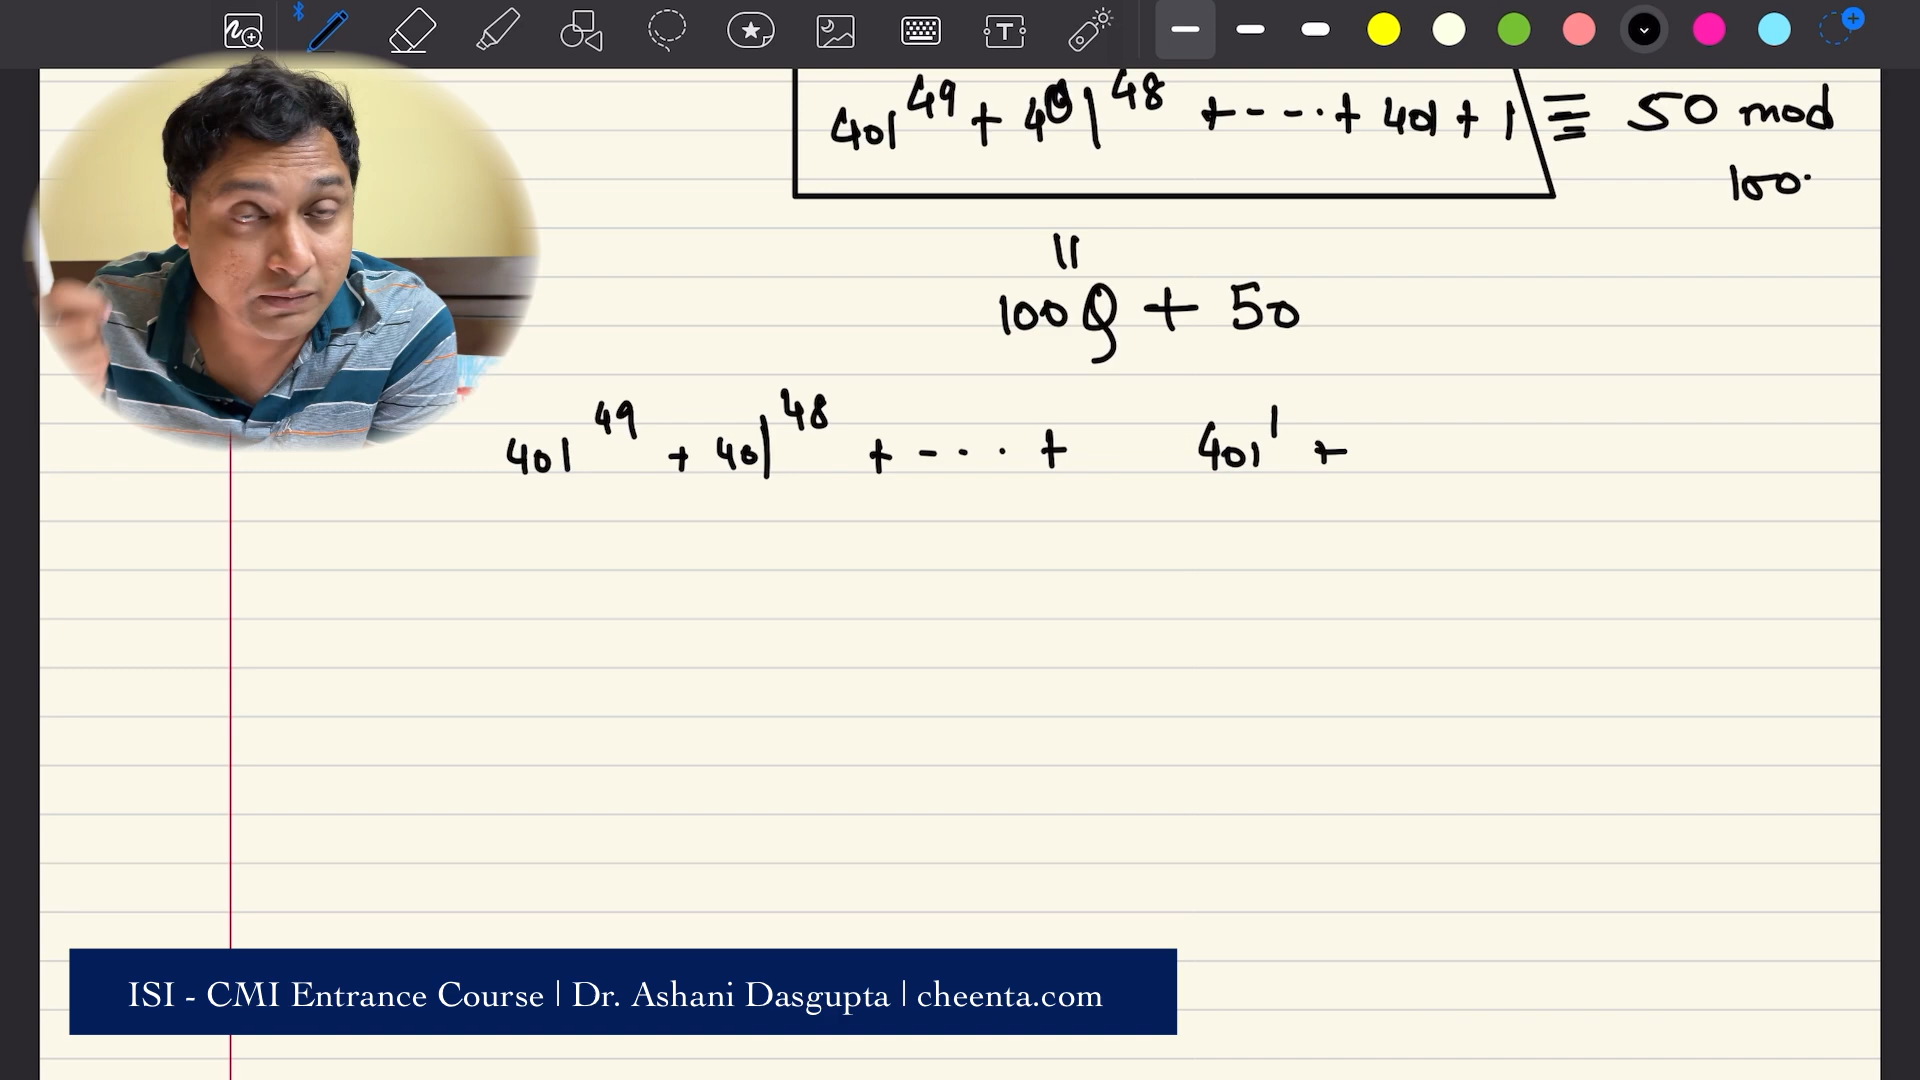 401^49 + 401^48 + - - . . + 401 + 1 ≡ 50 mod
100.
||
100Q + 50
401^49 + 401^48 + - . . . + 401^1 +
ISI - CMI Entrance Course | Dr. Ashani Dasgupta | cheenta.com